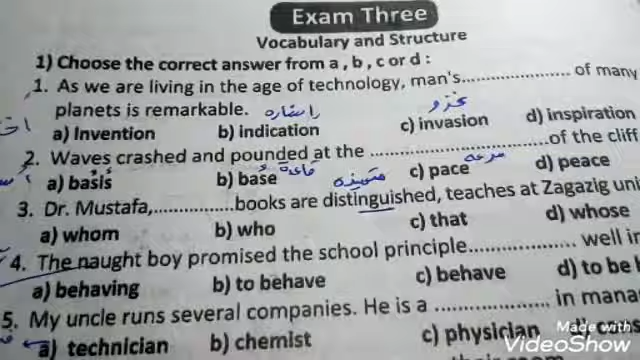 Exam Three
Vocabulary and Structure
1) Choose the correct answer from a , b , c or d :
1. As we are living in the age of technology, man's..................... of many
planets is remarkable.
غزو
a) Invention b) indication c) invasion d) inspiration
2. Waves crashed and pounded at the .................................of the cliff
a) basis b) base قاعدة c) pace سرعة d) peace
متميزه
3. Dr. Mustafa,................books are distinguished, teaches at Zagazig uni
a) whom b) who c) that d) whose
4. The naught boy promised the school principle..................... well in
a) behaving b) to behave c) behave d) to be
5. My uncle runs several companies. He is a ..................... in mana
a) technician b) chemist c) physician
Made with
VideoShow